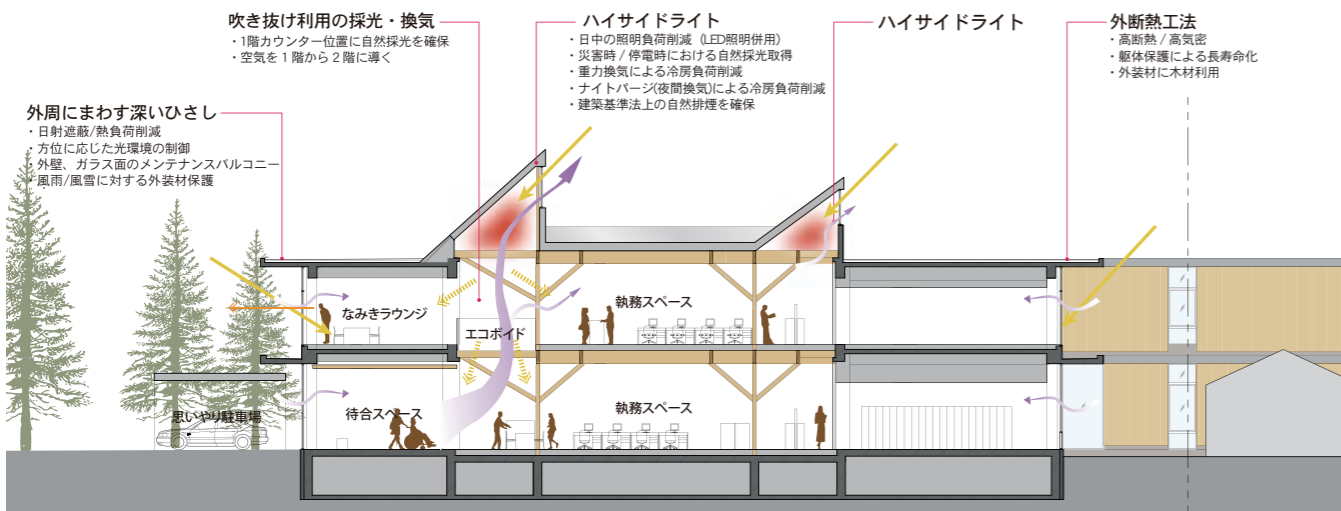 吹き抜け利用の採光・換気
・1階カウンター位置に自然採光を確保
・空気を1階から2階に導く
ハイサイドライト
・日中の照明負荷削減（LED照明併用）
・災害時/停電時における自然採光取得
・重力換気による冷房負荷削減
・ナイトパージ(夜間換気)による冷房負荷削減
・建築基準法上の自然排煙を確保
ハイサイドライト
外断熱工法
・高断熱/高気密
・躯体保護による長寿命化
・外装材に木材利用
外周にまわす深いひさし
・日射遮蔽/熱負荷削減
・方位に応じた光環境の制御
・外壁、ガラス面のメンテナンスバルコニー
・風雨/風雪に対する外装材保護
なみきラウンジ
エコボイド
執務スペース
思いやり駐車場
待合スペース
執務スペース